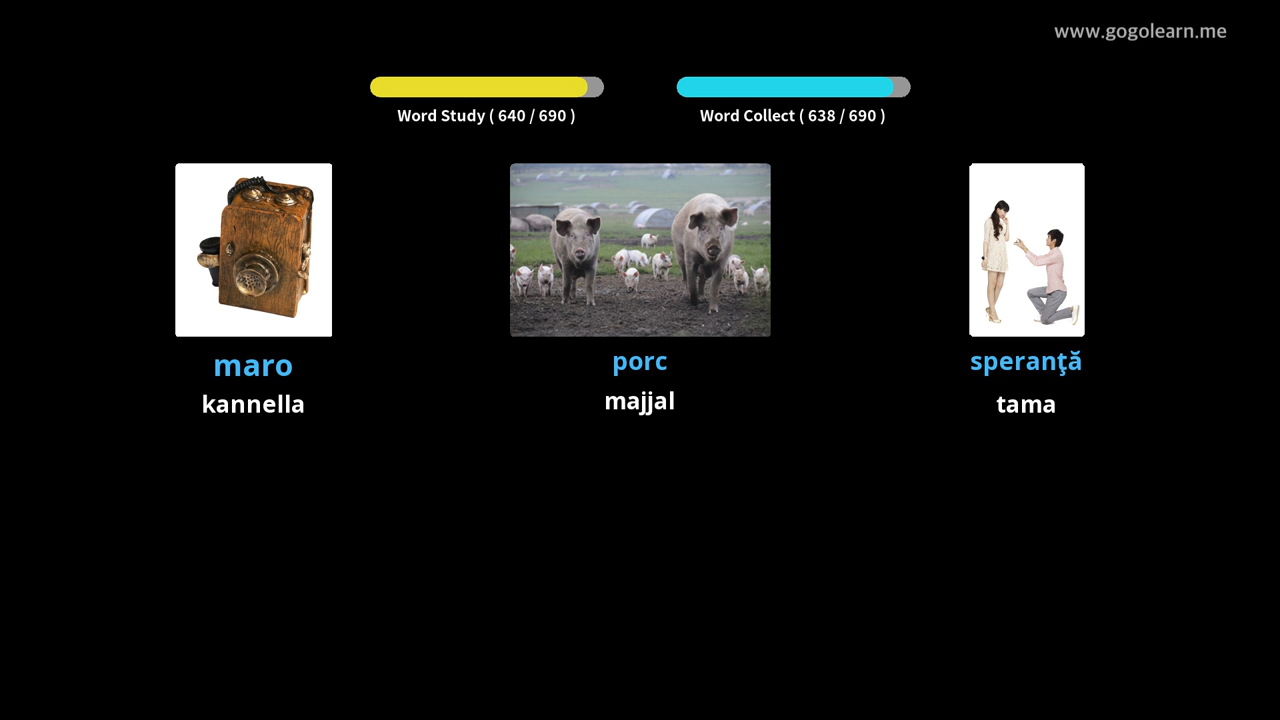 www.gogolearn.me
Word Study ( 640 / 690 )
Word Collect ( 638 / 690 )
maro
porc
speranţă
kannella
majjal
tama